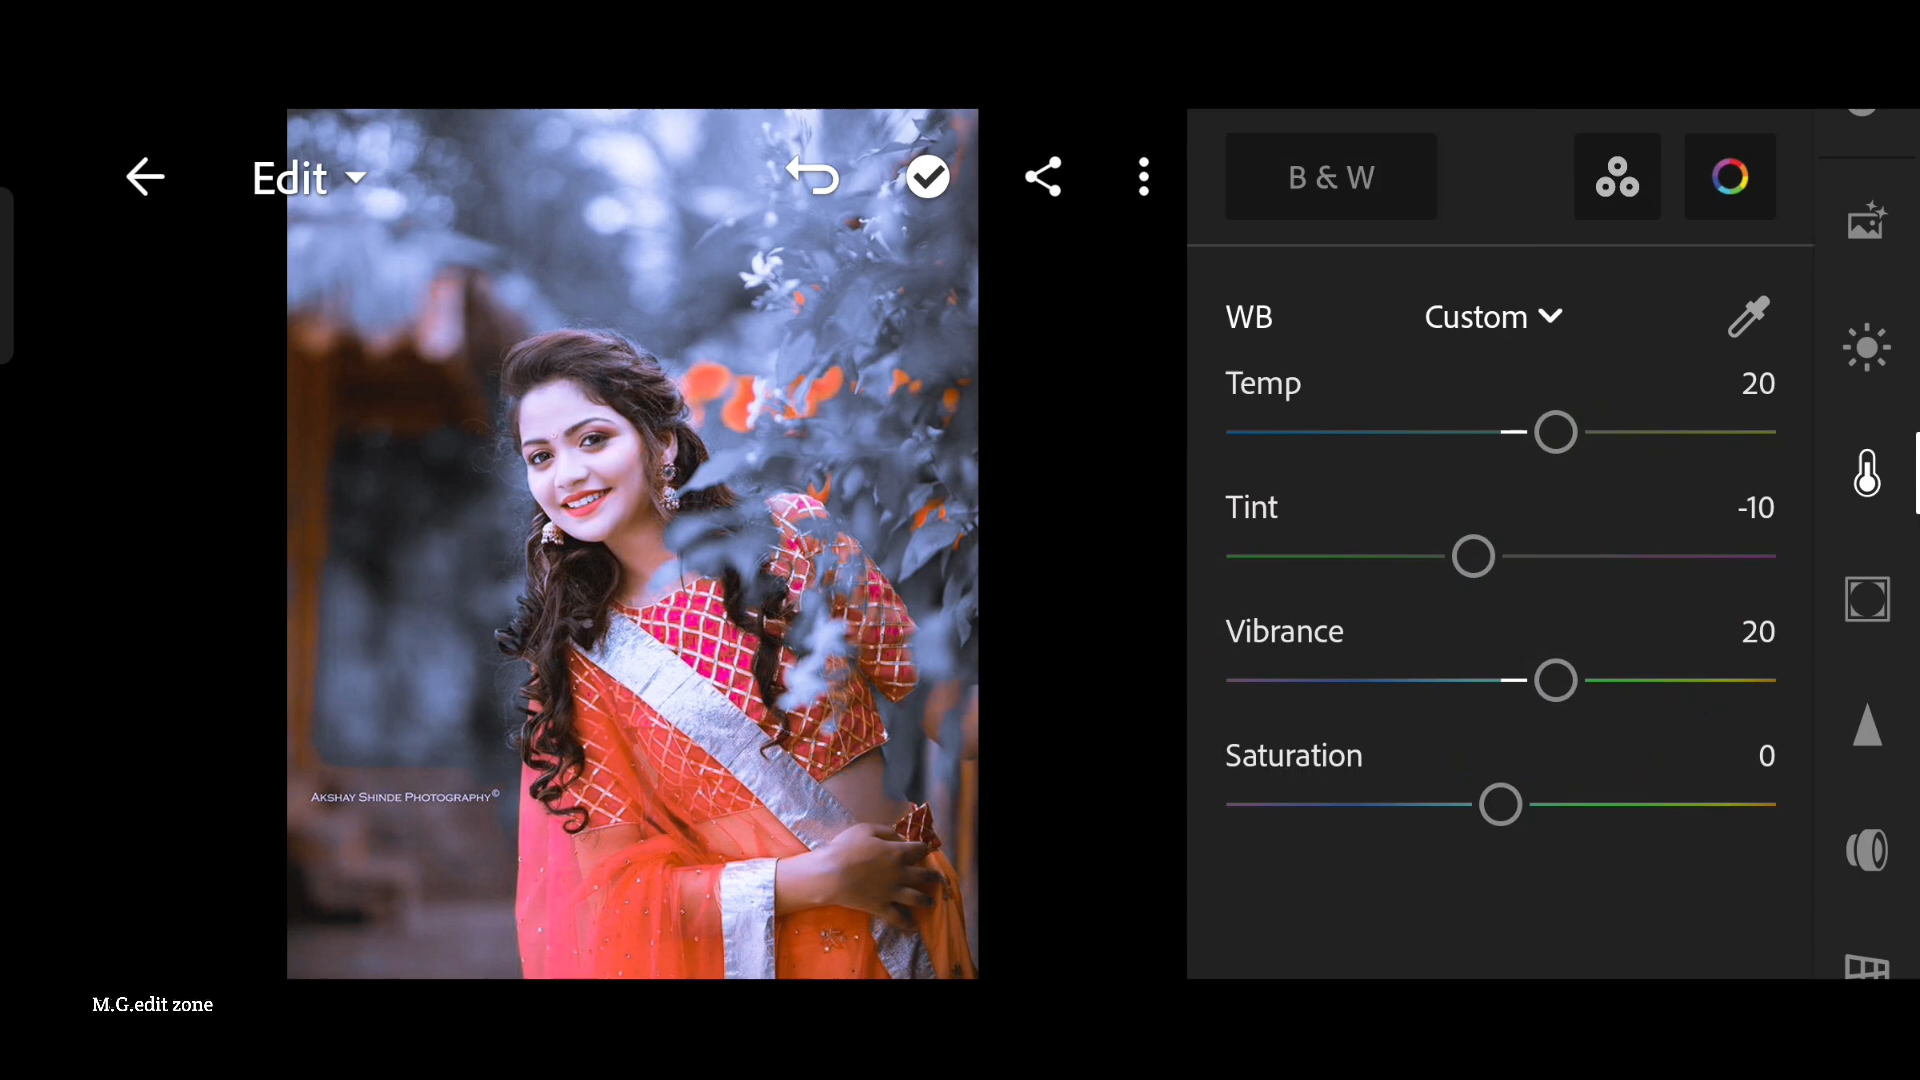 Edit
B & W
WB Custom
Temp 20
Tint -10
Vibrance 20
Saturation 0
AKSHAY SHINDE PHOTOGRAPHY©
M.G.edit zone